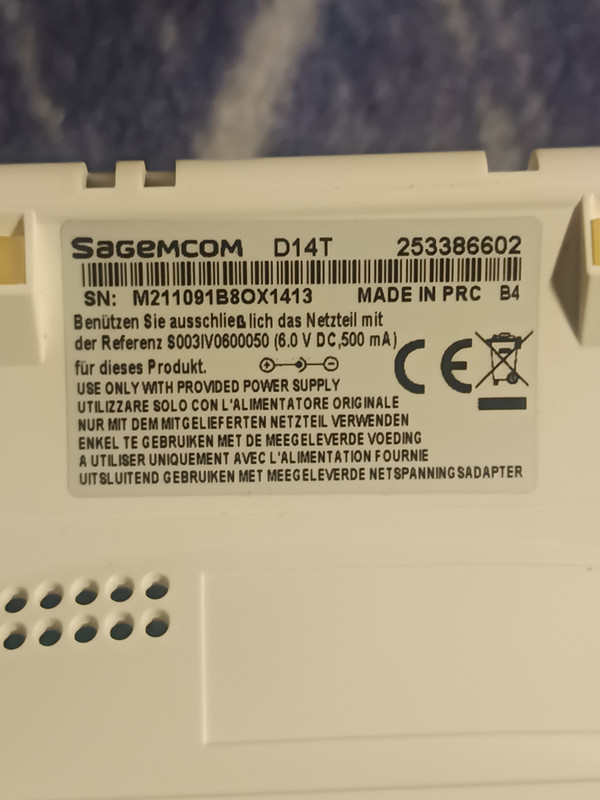 SAGEMCOM D14T 253386602
SN: M211091B8OX1413 MADE IN PRC B4
Benützen Sie ausschließlich das Netzteil mit
der Referenz S003IV0600050 (6.0 V DC,500 mA)
für dieses Produkt.
USE ONLY WITH PROVIDED POWER SUPPLY
UTILIZZARE SOLO CON L'ALIMENTATORE ORIGINALE
NUR MIT DEM MITGELIEFERTEN NETZTEIL VERWENDEN
ENKEL TE GEBRUIKEN MET DE MEEGELEVERDE VOEDING
A UTILISER UNIQUEMENT AVEC L'ALIMENTATION FOURNIE
UITSLUITEND GEBRUIKEN MET MEEGELEVERDE NETSPANNINGSADAPTER
CE